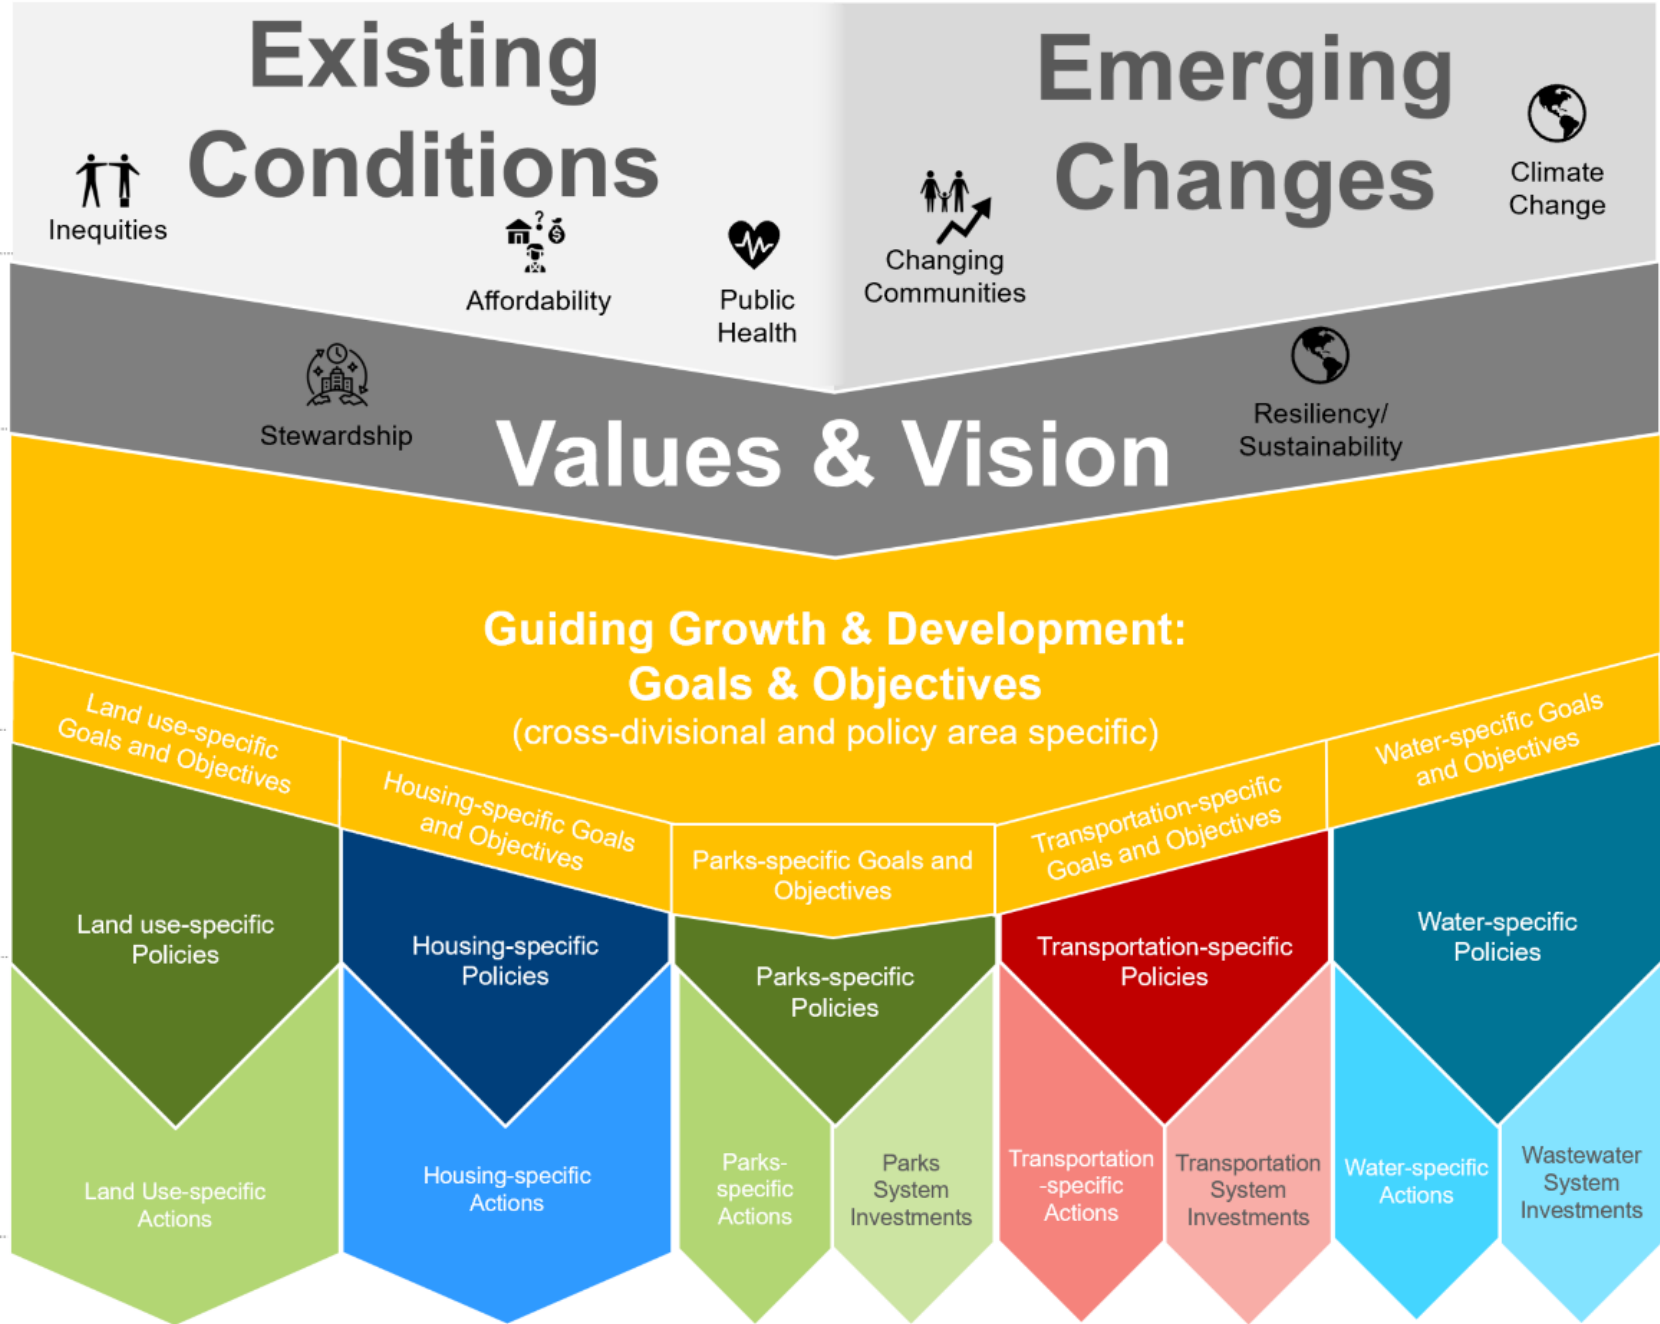 Existing
Conditions
Emerging
Changes
Inequities
Affordability
Public
Health
Changing
Communities
Climate
Change
Stewardship
Values & Vision
Resiliency/
Sustainability
Guiding Growth & Development:
Goals & Objectives
(cross-divisional and policy area specific)
Land use-specific
Goals and Objectives
Housing-specific Goals
and Objectives
Parks-specific Goals and
Objectives
Transportation-specific
Goals and Objectives
Water-specific Goals
and Objectives
Land use-specific
Policies
Housing-specific
Policies
Parks-specific
Policies
Transportation-specific
Policies
Water-specific
Policies
Land Use-specific
Actions
Housing-specific
Actions
Parks-
specific
Actions
Parks
System
Investments
Transportation
-specific
Actions
Transportation
System
Investments
Water-specific
Actions
Wastewater
System
Investments